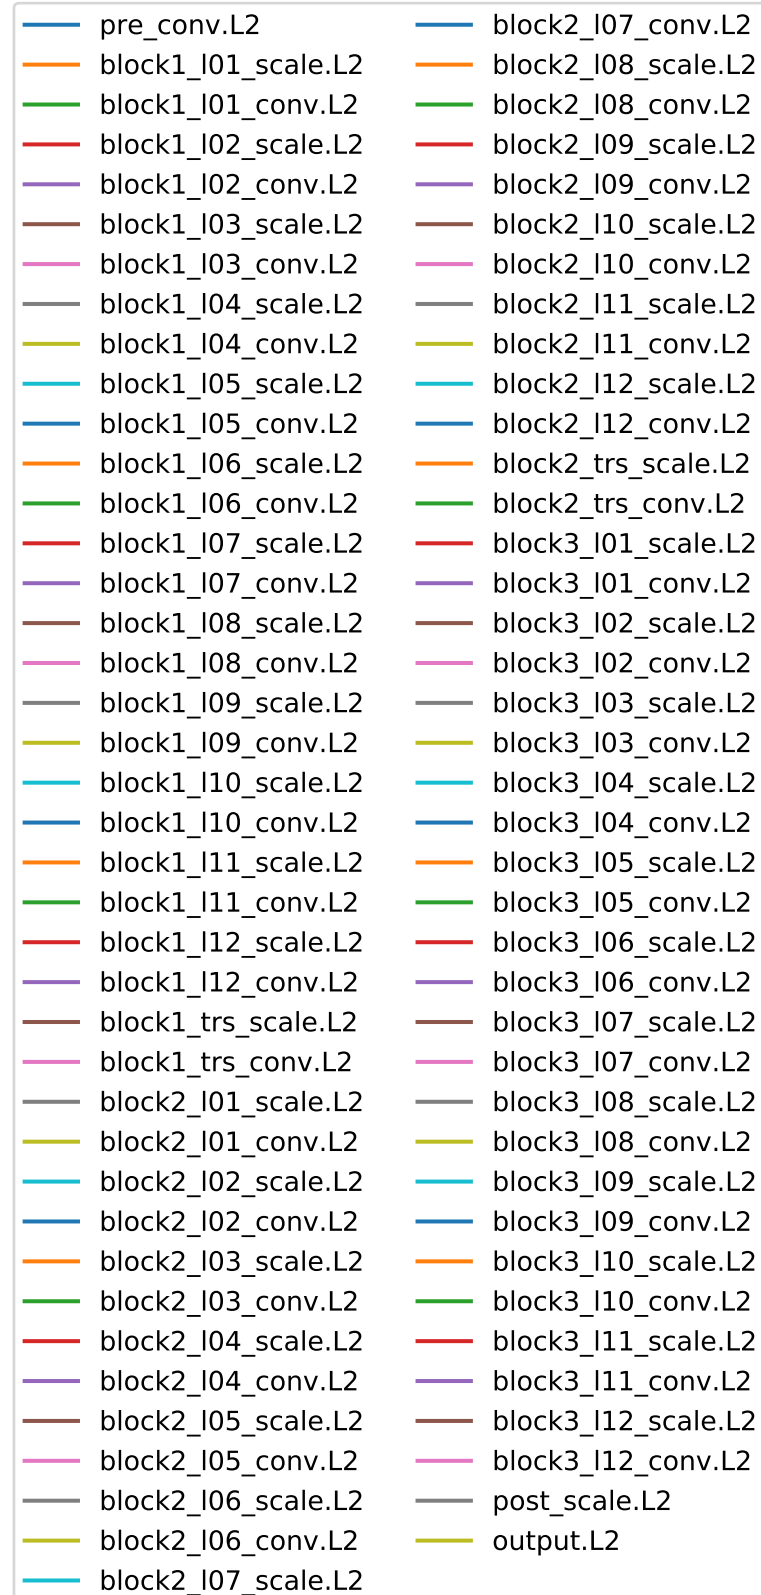 pre_conv.L2
block1_l01_scale.L2
block1_l01_conv.L2
block1_l02_scale.L2
block1_l02_conv.L2
block1_l03_scale.L2
block1_l03_conv.L2
block1_l04_scale.L2
block1_l04_conv.L2
block1_l05_scale.L2
block1_l05_conv.L2
block1_l06_scale.L2
block1_l06_conv.L2
block1_l07_scale.L2
block1_l07_conv.L2
block1_l08_scale.L2
block1_l08_conv.L2
block1_l09_scale.L2
block1_l09_conv.L2
block1_l10_scale.L2
block1_l10_conv.L2
block1_l11_scale.L2
block1_l11_conv.L2
block1_l12_scale.L2
block1_l12_conv.L2
block1_trs_scale.L2
block1_trs_conv.L2
block2_l01_scale.L2
block2_l01_conv.L2
block2_l02_scale.L2
block2_l02_conv.L2
block2_l03_scale.L2
block2_l03_conv.L2
block2_l04_scale.L2
block2_l04_conv.L2
block2_l05_scale.L2
block2_l05_conv.L2
block2_l06_scale.L2
block2_l06_conv.L2
block2_l07_scale.L2
block2_l07_conv.L2
block2_l08_scale.L2
block2_l08_conv.L2
block2_l09_scale.L2
block2_l09_conv.L2
block2_l10_scale.L2
block2_l10_conv.L2
block2_l11_scale.L2
block2_l11_conv.L2
block2_l12_scale.L2
block2_l12_conv.L2
block2_trs_scale.L2
block2_trs_conv.L2
block3_l01_scale.L2
block3_l01_conv.L2
block3_l02_scale.L2
block3_l02_conv.L2
block3_l03_scale.L2
block3_l03_conv.L2
block3_l04_scale.L2
block3_l04_conv.L2
block3_l05_scale.L2
block3_l05_conv.L2
block3_l06_scale.L2
block3_l06_conv.L2
block3_l07_scale.L2
block3_l07_conv.L2
block3_l08_scale.L2
block3_l08_conv.L2
block3_l09_scale.L2
block3_l09_conv.L2
block3_l10_scale.L2
block3_l10_conv.L2
block3_l11_scale.L2
block3_l11_conv.L2
block3_l12_scale.L2
block3_l12_conv.L2
post_scale.L2
output.L2